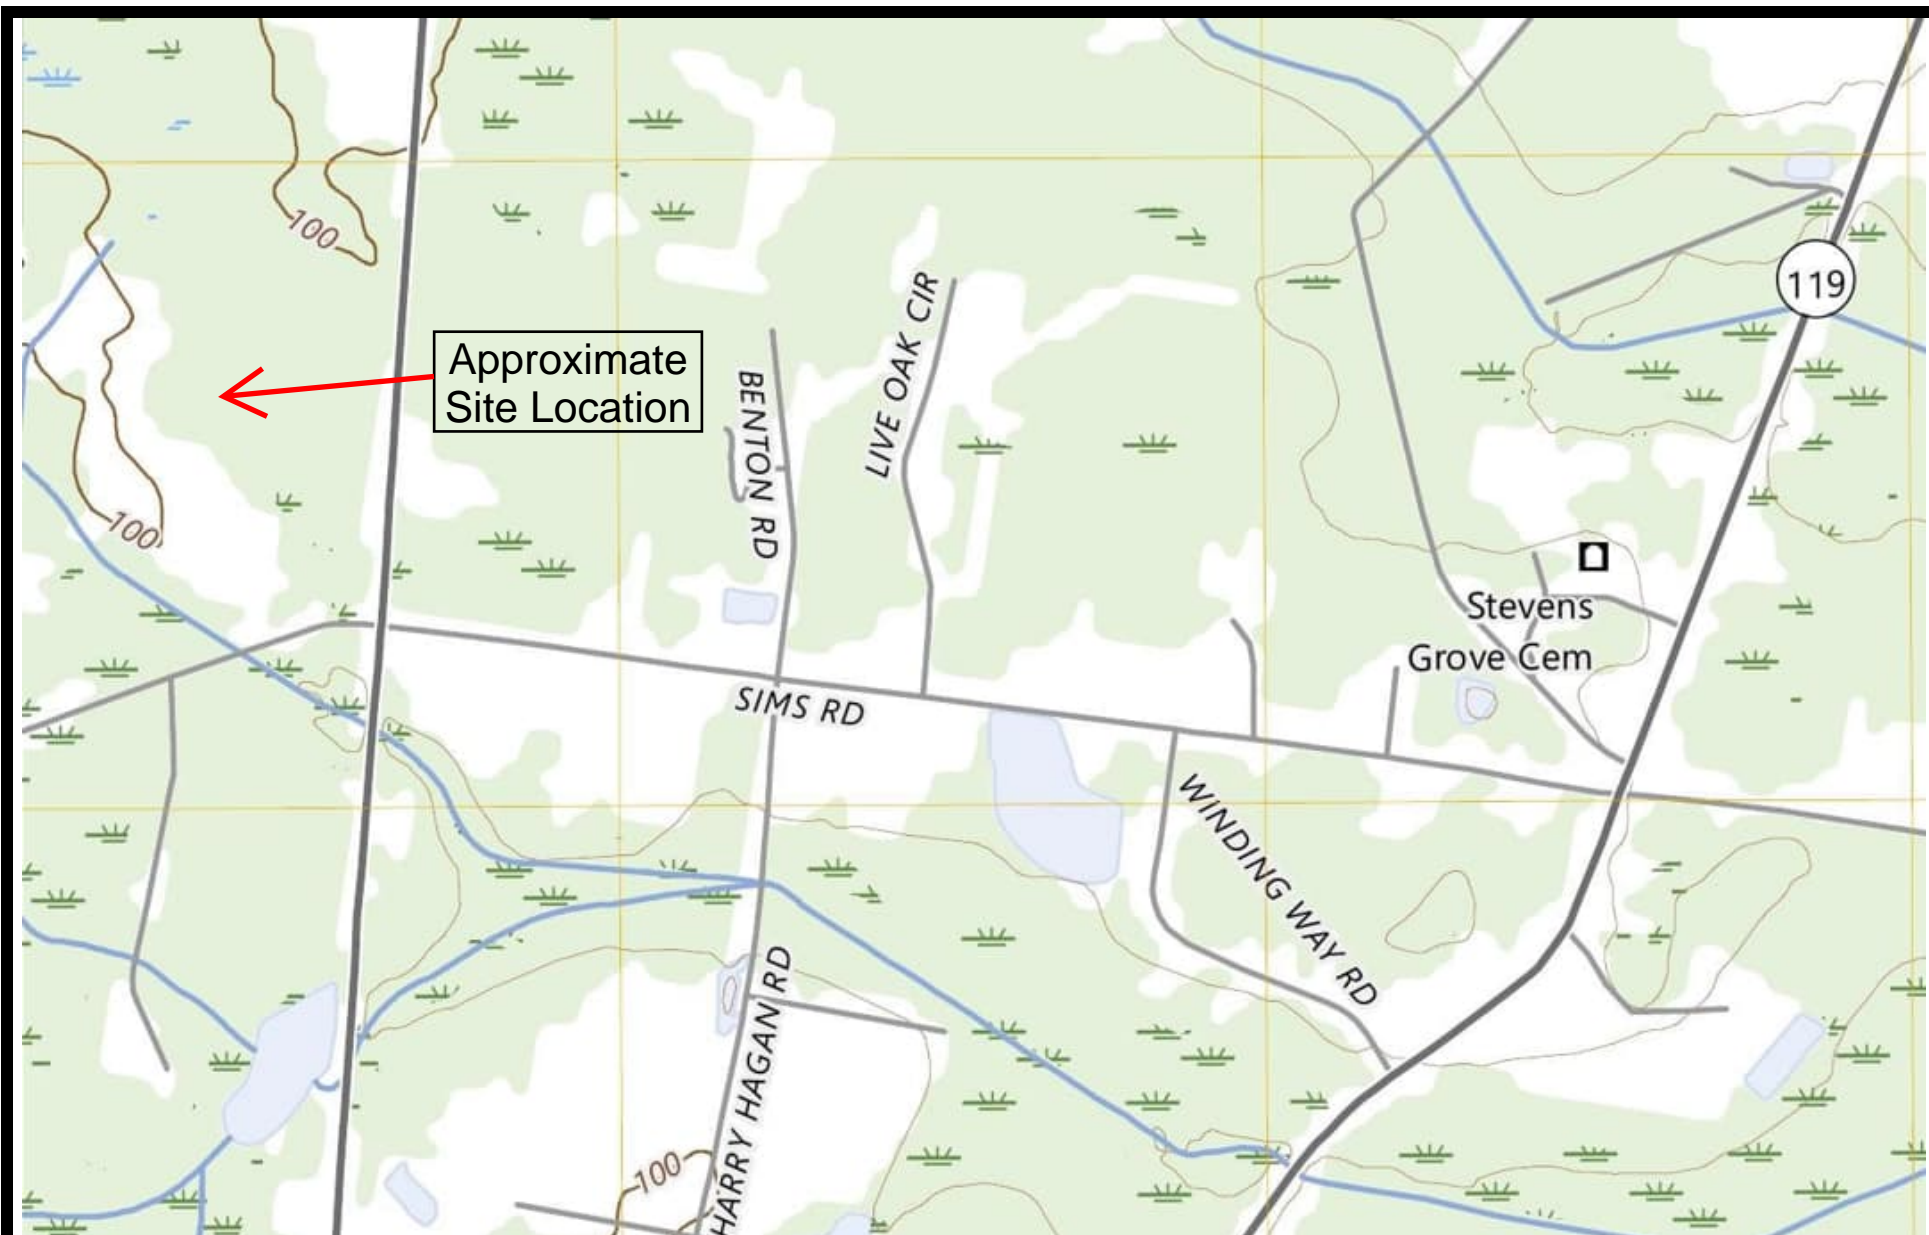 100
119
Approximate
Site Location
LIVE OAK CIR
BENTON RD
100
Stevens
Grove Cem
SIMS RD
WINDING WAY RD
HARRY HAGAN RD
100